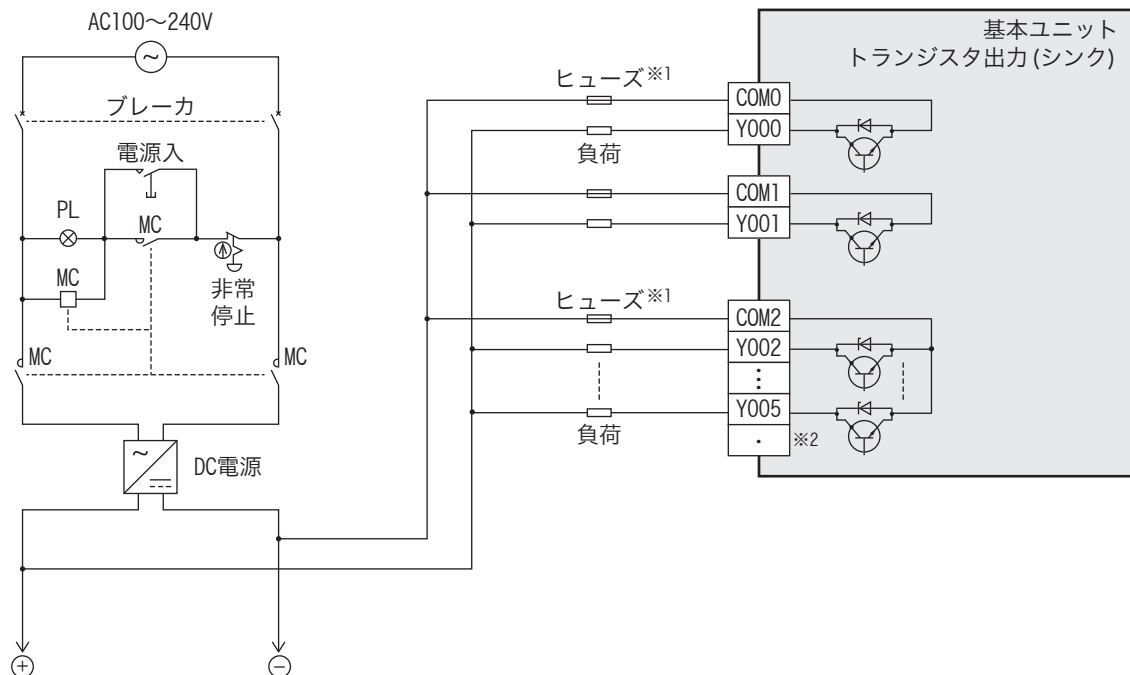 AC100～240V
ブレーカ
電源入
PL
MC
MC
非常
停止
MC
MC
DC電源
基本ユニット
トランジスタ出力(シンク)
ヒューズ※1
COM0
Y000
負荷
COM1
Y001
ヒューズ※1
COM2
Y002
Y005
負荷
※2